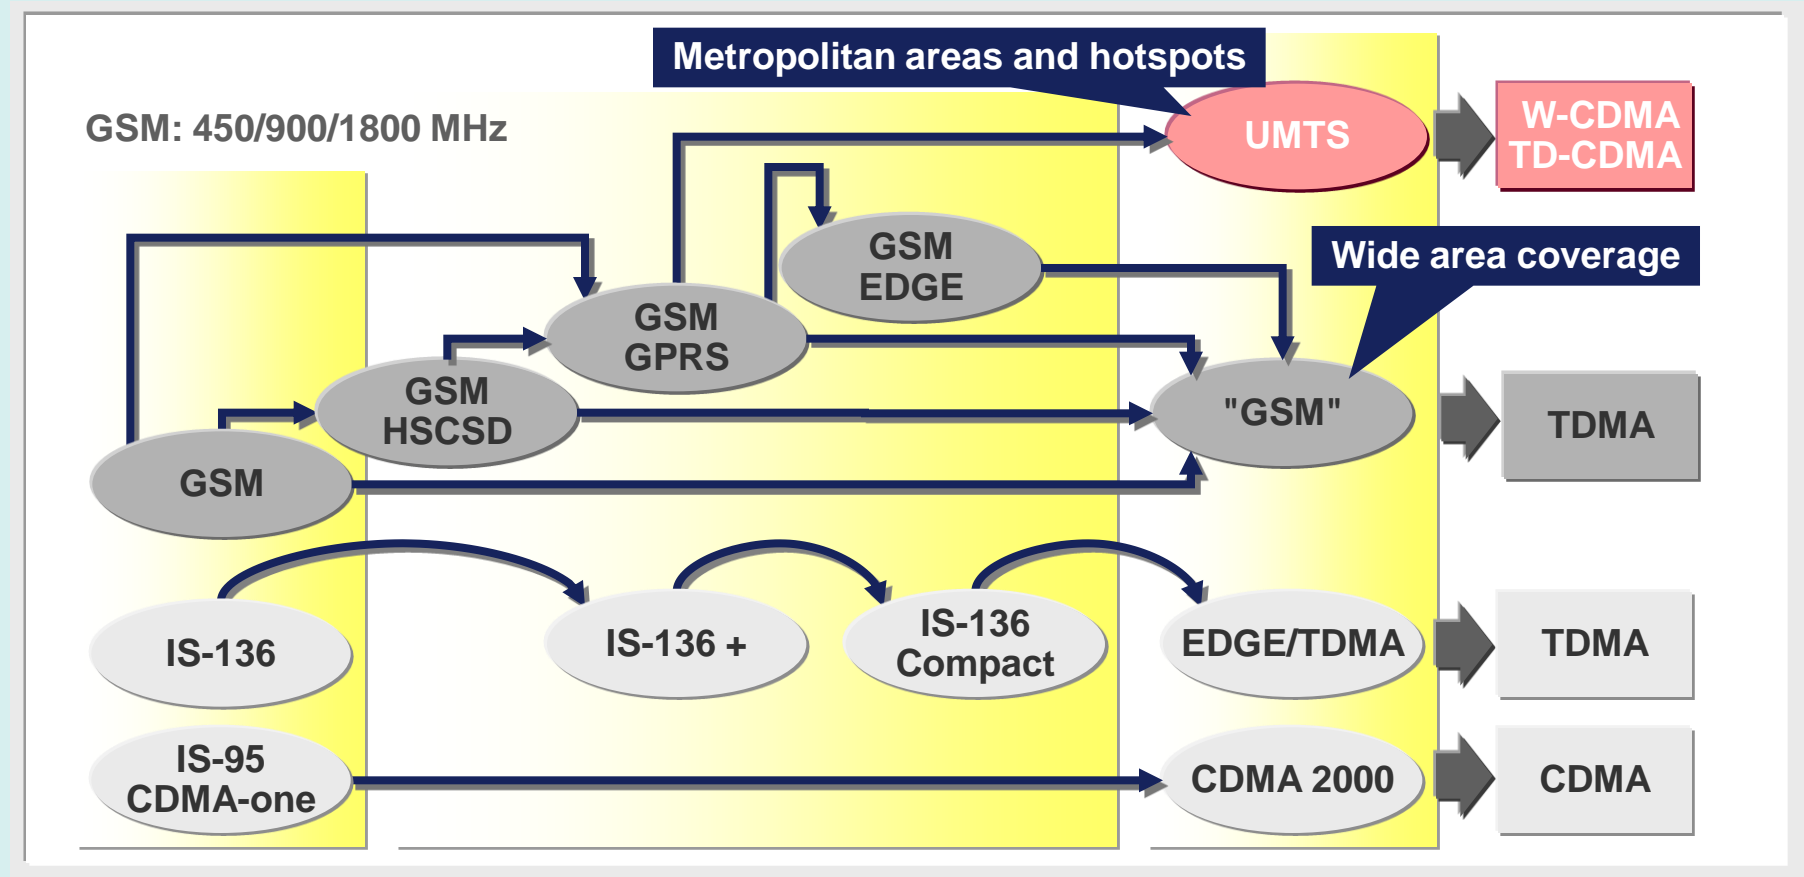 Metropolitan areas and hotspots
GSM: 450/900/1800 MHz
UMTS
W-CDMA
TD-CDMA
GSM
EDGE
Wide area coverage
GSM
GPRS
GSM
HSCSD
"GSM"
TDMA
GSM
IS-136
IS-136 +
IS-136
Compact
EDGE/TDMA
TDMA
IS-95
CDMA-one
CDMA 2000
CDMA